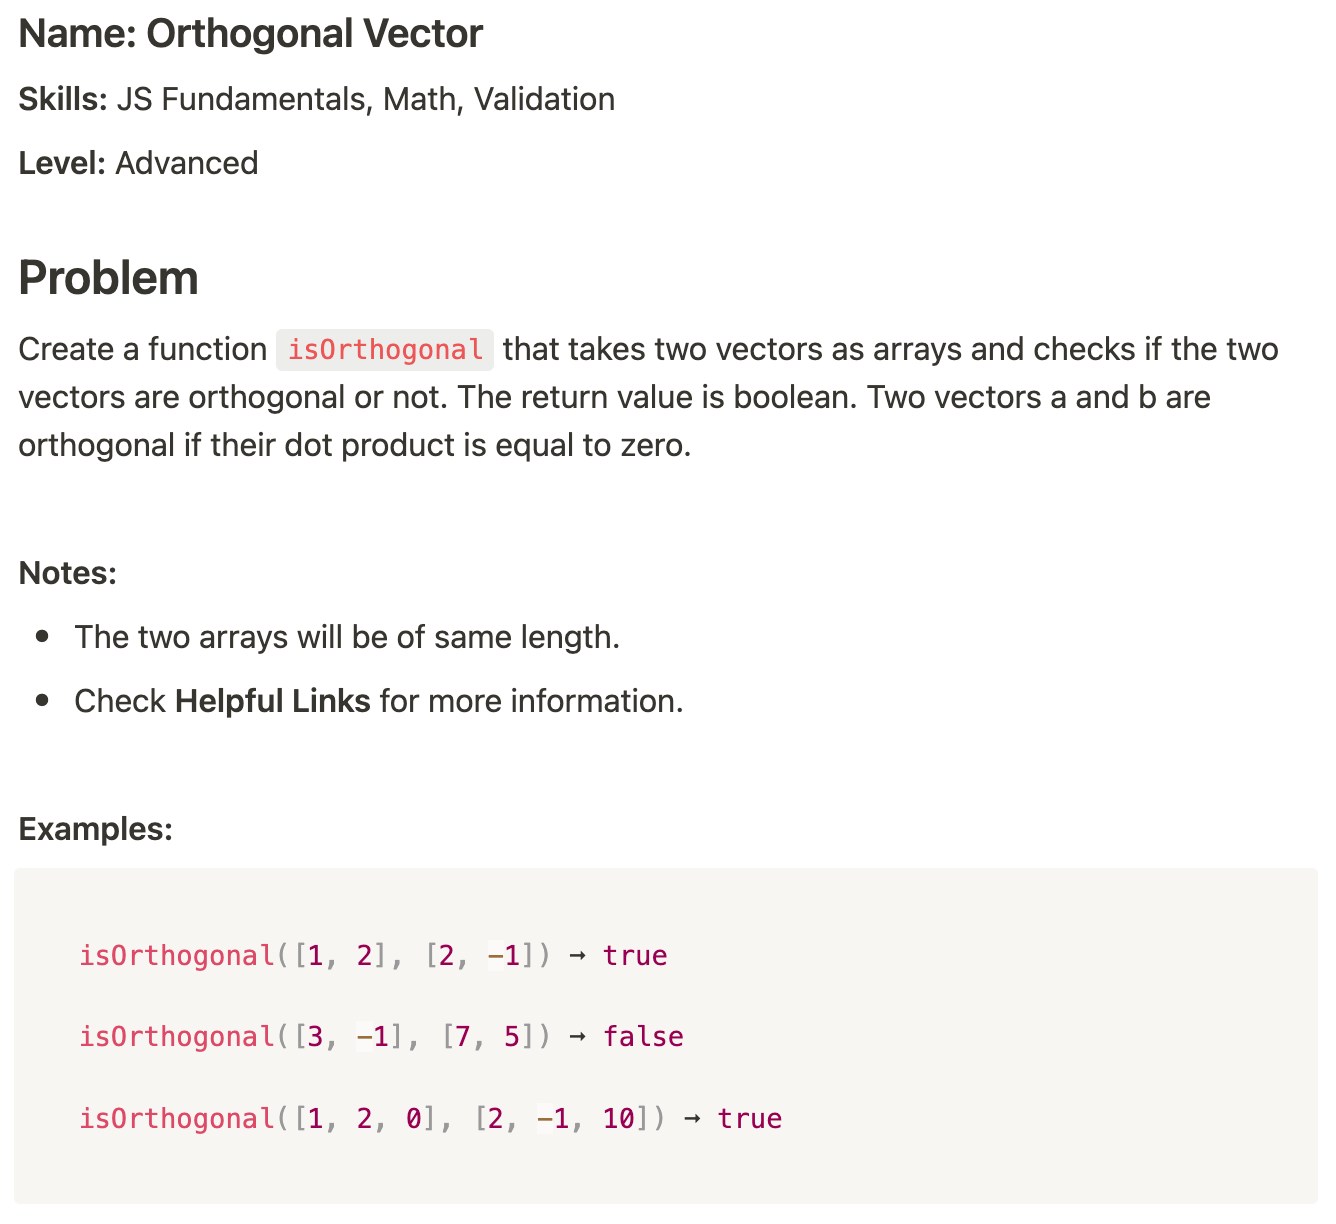 Name: Orthogonal Vector
Skills: JS Fundamentals, Math, Validation
Level: Advanced
Problem
Create a function isOrthogonal that takes two vectors as arrays and checks if the two
vectors are orthogonal or not. The return value is boolean. Two vectors a and b are
orthogonal if their dot product is equal to zero.
Notes:
• The two arrays will be of same length.
• Check Helpful Links for more information.
Examples:
isOrthogonal([1, 2], [2, -1]) → true
isOrthogonal([3, -1], [7, 5]) → false
isOrthogonal([1, 2, 0], [2, -1, 10]) → true